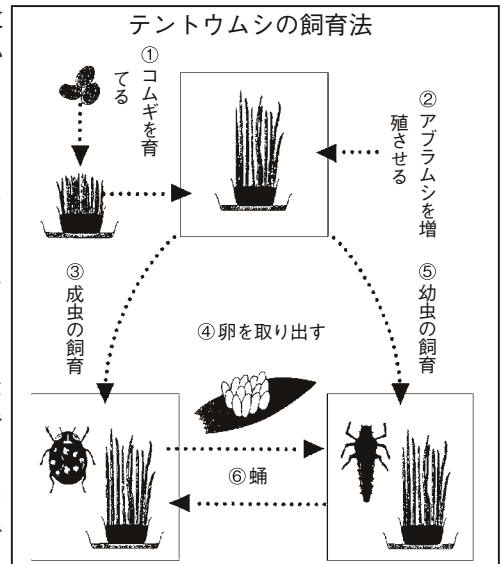 テントウムシの飼育法
①コムギを育
てる
②アブラムシを増
殖させる
③成虫の飼育
④卵を取り出す
⑤幼虫の飼育
⑥蛹